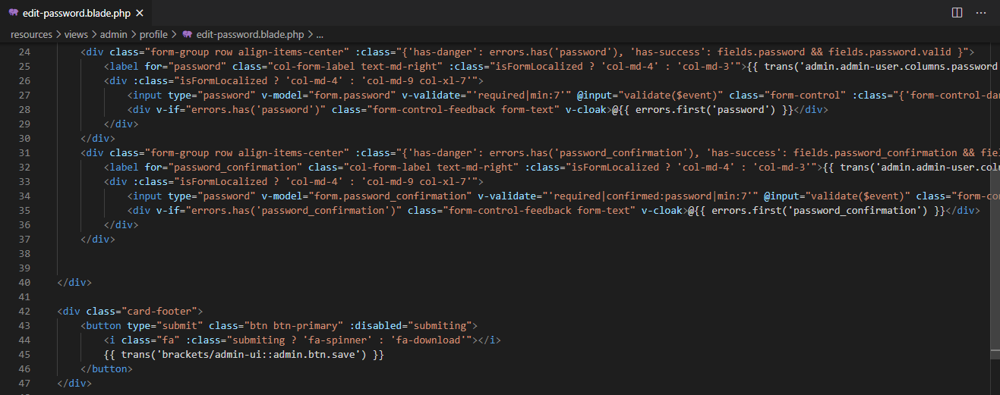 edit-password.blade.php ×
resources > views > admin > profile > edit-password.blade.php > ...
24 <div class="form-group row align-items-center" :class="{'has-danger': errors.has('password'), 'has-success': fields.password && fields.password.valid }">
25 <label for="password" class="col-form-label text-md-right" :class="isFormLocalized ? 'col-md-4' : 'col-md-3'">{{ trans('admin.admin-user.columns.password
26 <div :class="isFormLocalized ? 'col-md-4' : 'col-md-9 col-xl-7'">
27 <input type="password" v-model="form.password" v-validate="'required|min:7'" @input="validate($event)" class="form-control" :class="{'form-control-dan
28 <div v-if="errors.has('password')" class="form-control-feedback form-text" v-cloak>@{{ errors.first('password') }}</div>
29 </div>
30 </div>
31 <div class="form-group row align-items-center" :class="{'has-danger': errors.has('password_confirmation'), 'has-success': fields.password_confirmation && fiel
32 <label for="password_confirmation" class="col-form-label text-md-right" :class="isFormLocalized ? 'col-md-4' : 'col-md-3'">{{ trans('admin.admin-user.colu
33 <div :class="isFormLocalized ? 'col-md-4' : 'col-md-9 col-xl-7'">
34 <input type="password" v-model="form.password_confirmation" v-validate="'required|confirmed:password|min:7'" @input="validate($event)" class="form-con
35 <div v-if="errors.has('password_confirmation')" class="form-control-feedback form-text" v-cloak>@{{ errors.first('password_confirmation') }}</div>
36 </div>
37 </div>
38
39
40 </div>
41
42 <div class="card-footer">
43 <button type="submit" class="btn btn-primary" :disabled="submiting">
44 <i class="fa" :class="submiting ? 'fa-spinner' : 'fa-download'"></i>
45 {{ trans('brackets/admin-ui::admin.btn.save') }}
46 </button>
47 </div>